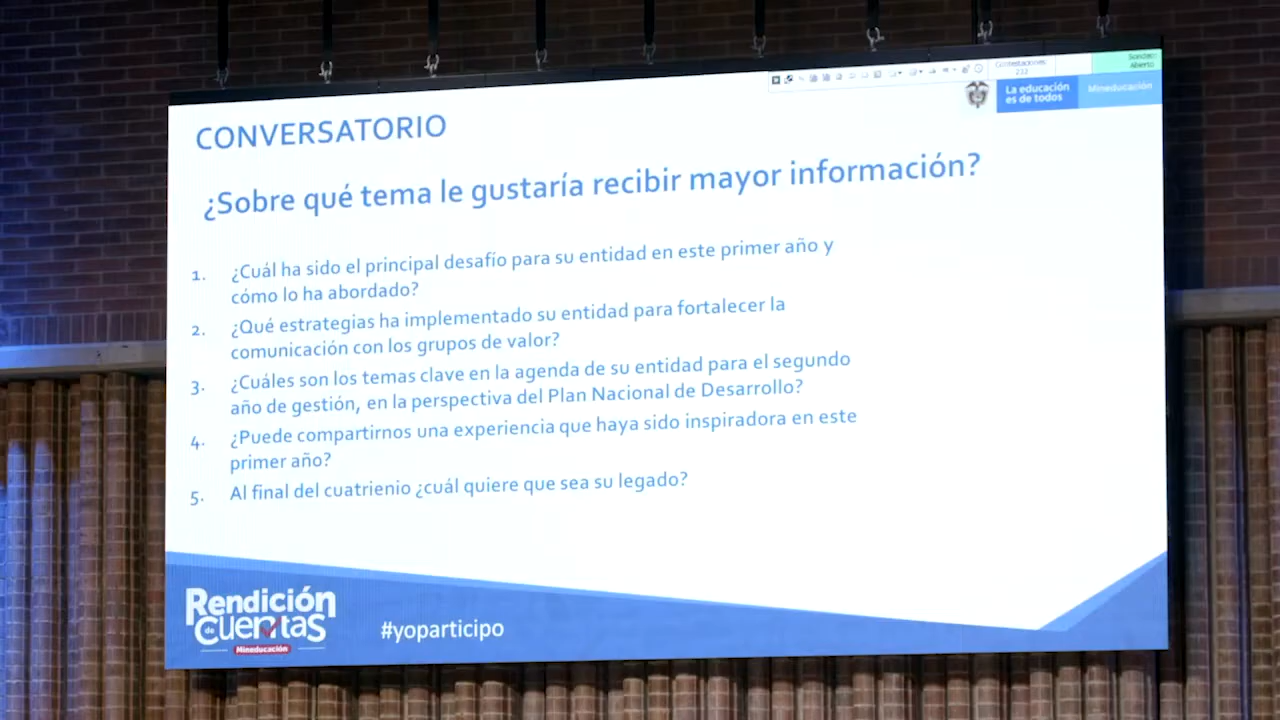 Contestaciones
232
Sondeo
Abierto
La educación
es de todos
Mineducación
CONVERSATORIO
¿Sobre qué tema le gustaría recibir mayor información?
1. ¿Cuál ha sido el principal desafío para su entidad en este primer año y
cómo lo ha abordado?
2. ¿Qué estrategias ha implementado su entidad para fortalecer la
comunicación con los grupos de valor?
3. ¿Cuáles son los temas clave en la agenda de su entidad para el segundo
año de gestión, en la perspectiva del Plan Nacional de Desarrollo?
4. ¿Puede compartirnos una experiencia que haya sido inspiradora en este
primer año?
5. Al final del cuatrienio ¿cuál quiere que sea su legado?
Rendición
de cuentas
Mineducación
#yoparticipo